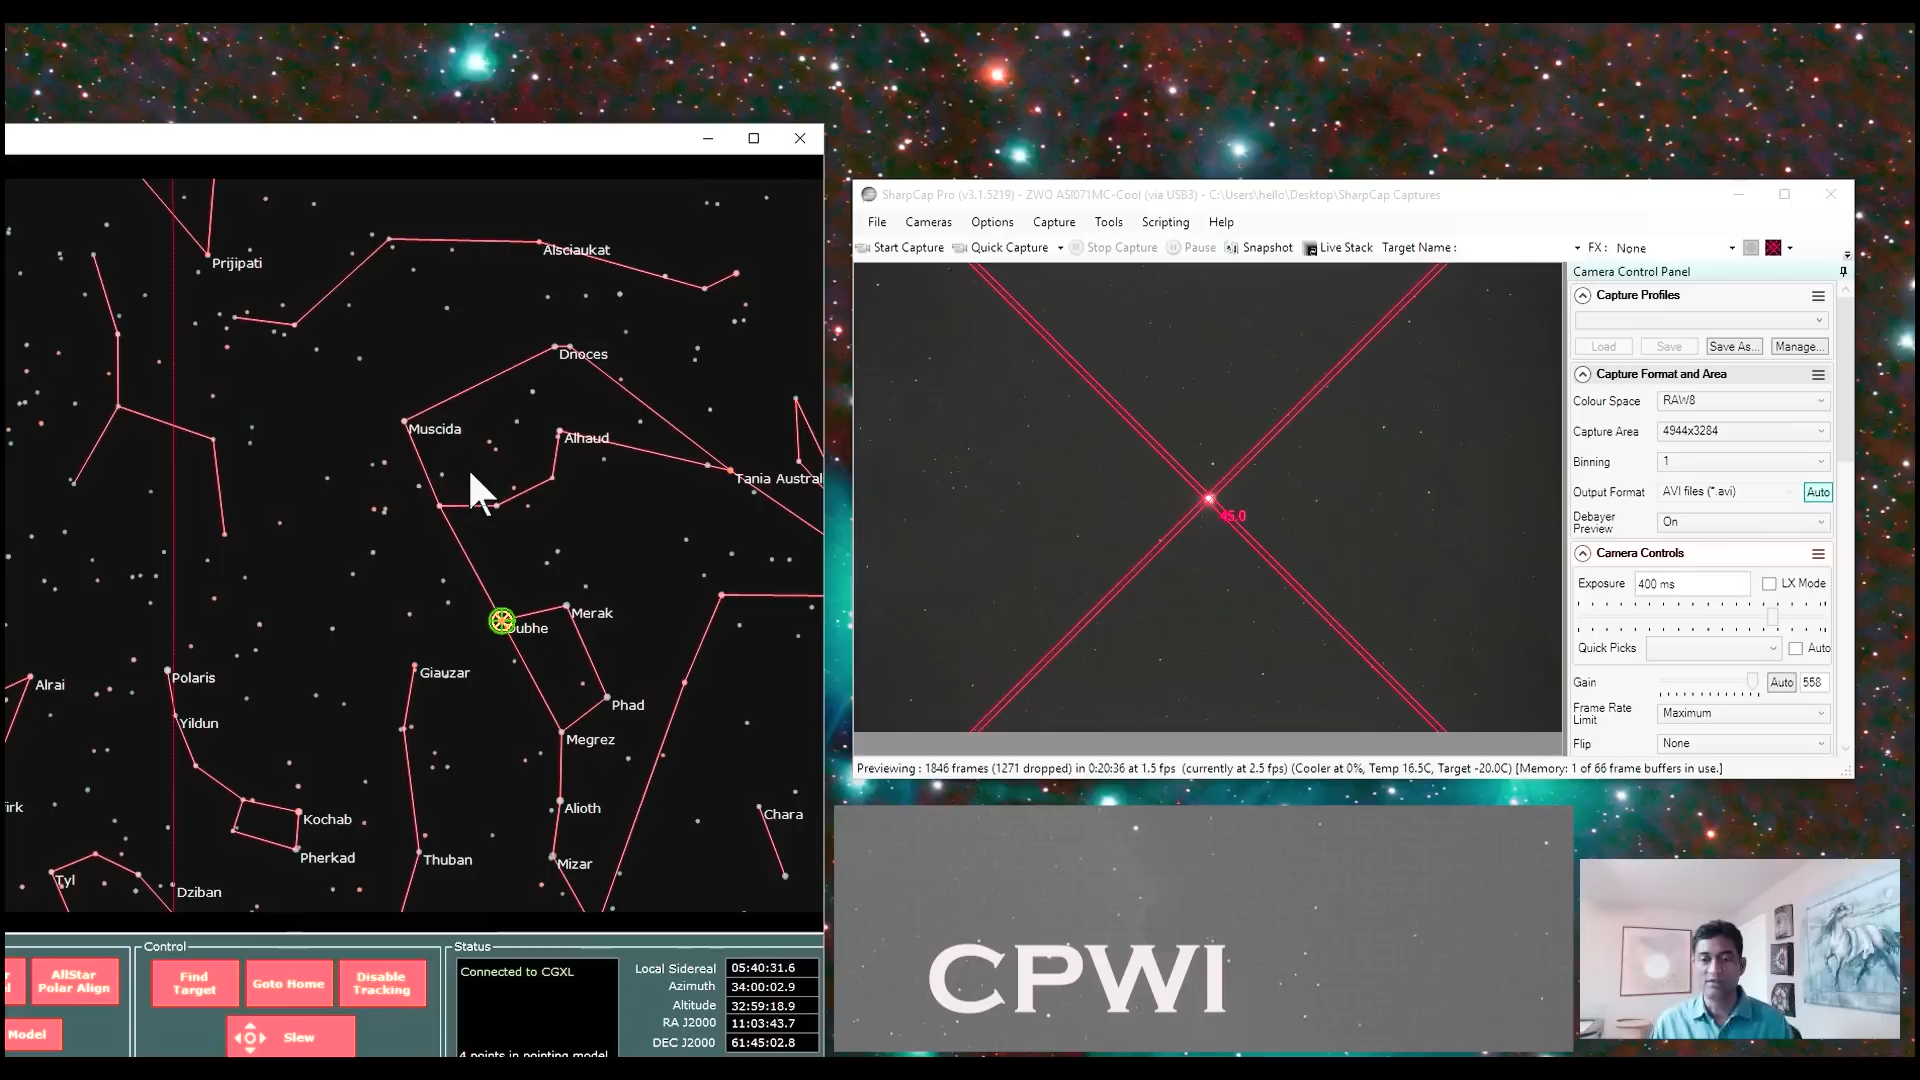 Prijipati
Alsciaukat
Dnoces
Muscida
Alhaud
Tania Austral
Merak
Dubhe
Giauzar
Phad
Polaris
Alrai
Yildun
Megrez
irk
Kochab
Alioth
Chara
Pherkad
Thuban
Mizar
Tyl
Dziban
AllStar
Polar Align
Model
Control
Find
Target
Goto Home
Disable
Tracking
Slew
Status
Connected to CGXL
4 points in pointing model
Local Sidereal 05:40:31.6
Azimuth 34:00:02.9
Altitude 32:59:18.9
RA J2000 11:03:43.7
DEC J2000 61:45:02.8
SharpCap Pro (v3.1.5219) - ZWO ASI071MC-Cool (via USB3) - C:\Users\hello\Desktop\SharpCap Captures
File Cameras Options Capture Tools Scripting Help
Start Capture Quick Capture Stop Capture Pause Snapshot Live Stack Target Name : FX : None
45.0
Camera Control Panel
Capture Profiles
Load Save Save As... Manage...
Capture Format and Area
Colour Space RAW8
Capture Area 4944x3284
Binning 1
Output Format AVI files (*.avi) Auto
Debayer
Preview On
Camera Controls
Exposure 400 ms LX Mode
Quick Picks Auto
Gain Auto 558
Frame Rate
Limit Maximum
Flip None
Previewing : 1846 frames (1271 dropped) in 0:20:36 at 1.5 fps (currently at 2.5 fps) (Cooler at 0%, Temp 16.5C, Target -20.0C) [Memory: 1 of 66 frame buffers in use.]
CPWI